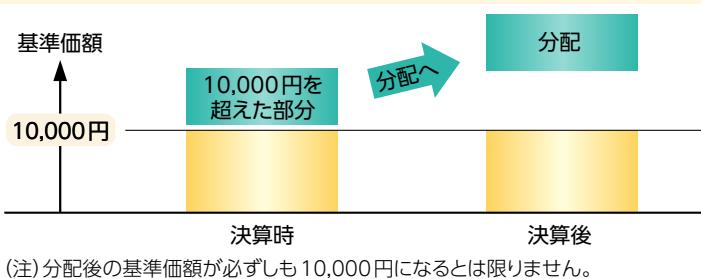 基準価額
分配
10,000円を
超えた部分
分配へ
10,000円
決算時
決算後
(注)分配後の基準価額が必ずしも10,000円になるとは限りません。